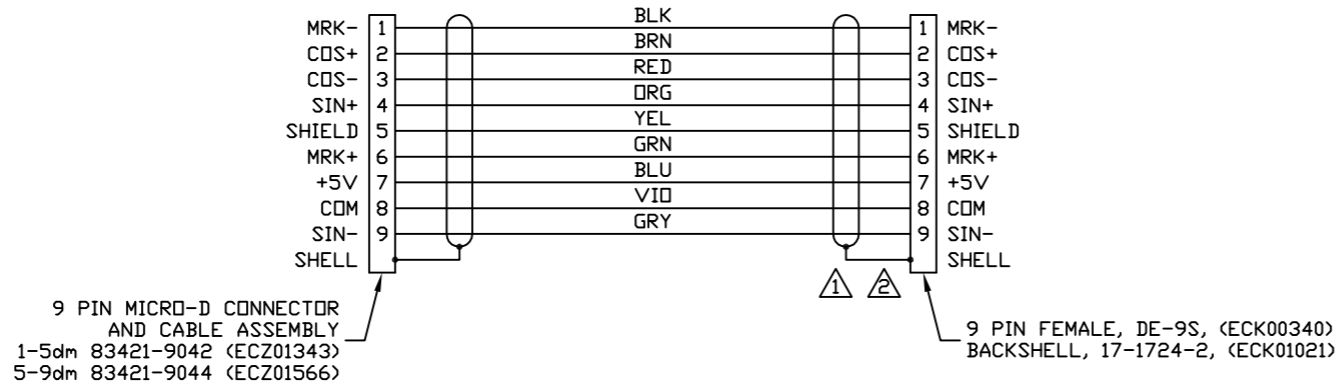 BLK
MRK- 1 1 MRK-
BRN
COS+ 2 2 COS+
RED
COS- 3 3 COS-
ORG
SIN+ 4 4 SIN+
YEL
SHIELD 5 5 SHIELD
GRN
MRK+ 6 6 MRK+
BLU
+5V 7 7 +5V
VIO
COM 8 8 COM
GRY
SIN- 9 9 SIN-
SHELL SHELL
1 2
9 PIN MICRO-D CONNECTOR
AND CABLE ASSEMBLY
1-5dm 83421-9042 (ECZ01343)
5-9dm 83421-9044 (ECZ01566)
9 PIN FEMALE, DE-9S, (ECK00340)
BACKSHELL, 17-1724-2, (ECK01021)